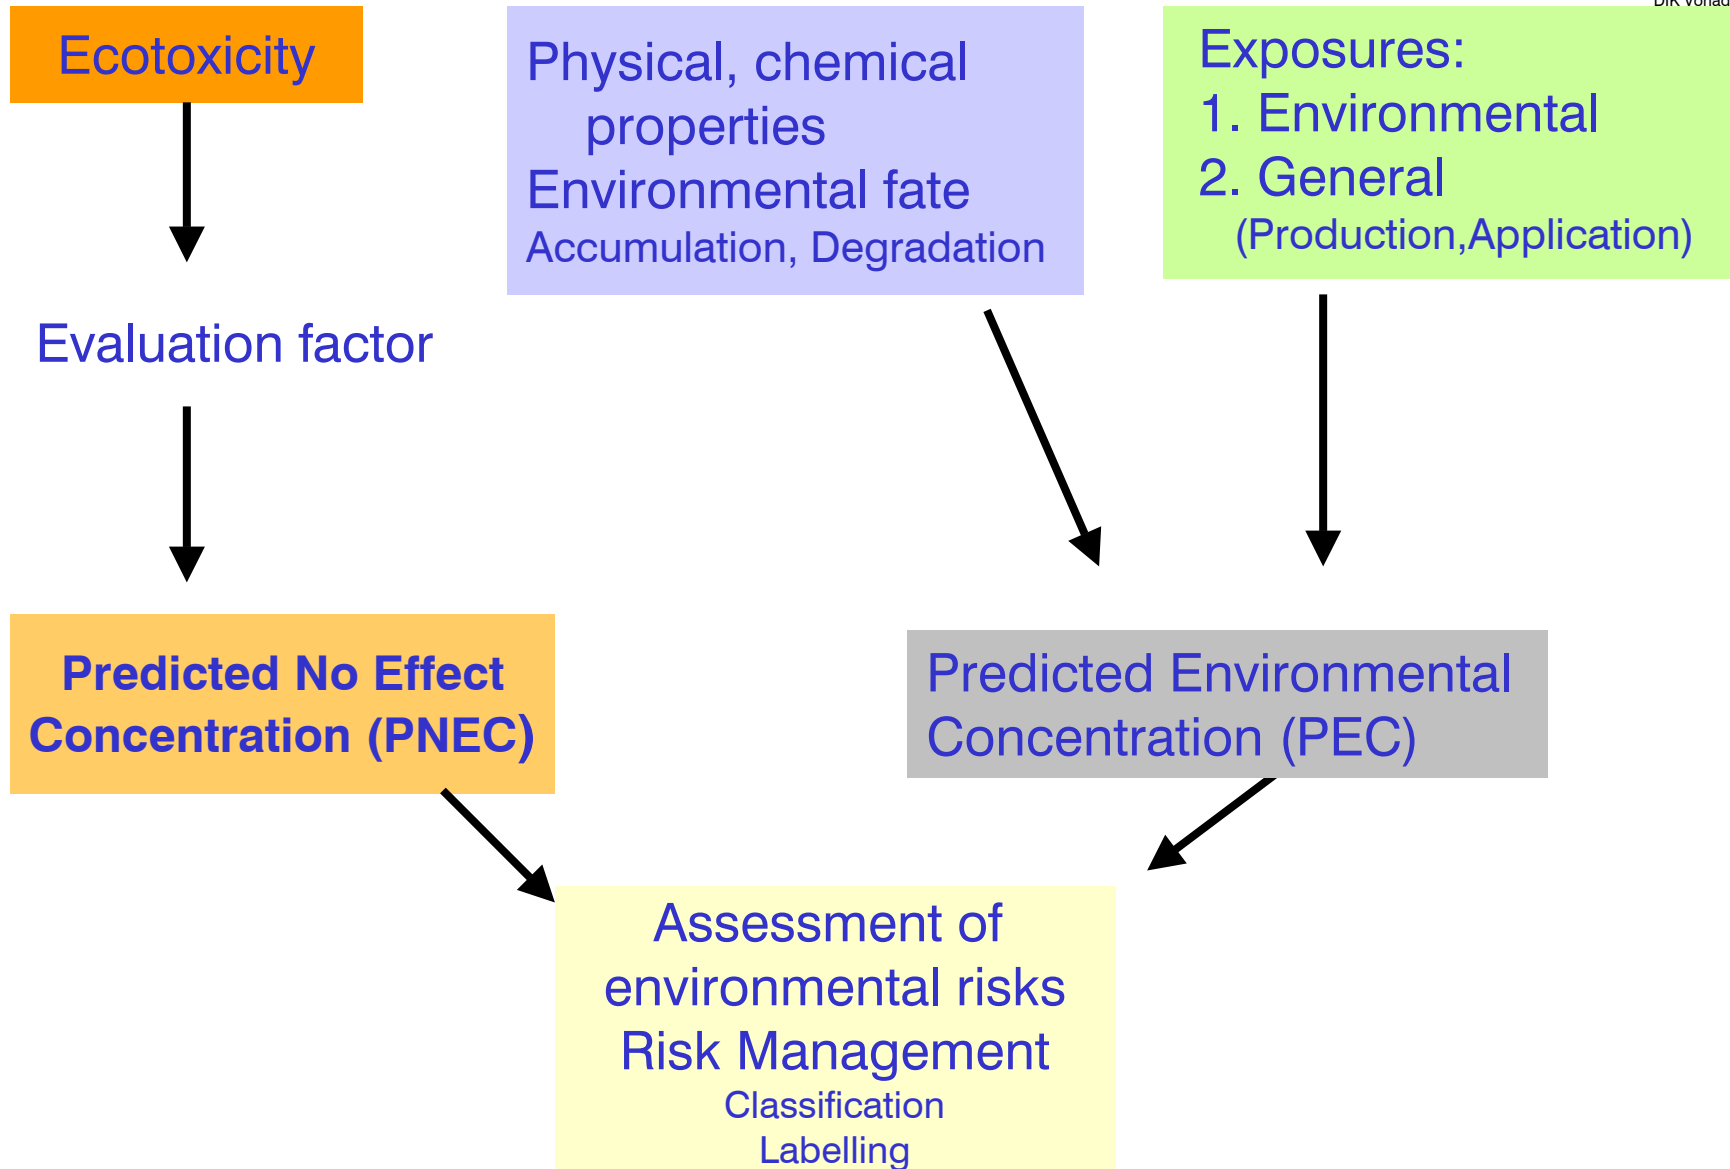 Ecotoxicity
Physical, chemical
properties
Environmental fate
Accumulation, Degradation
Exposures:
1. Environmental
2. General
(Production,Application)
Evaluation factor
Predicted No Effect
Concentration (PNEC)
Predicted Environmental
Concentration (PEC)
Assessment of
environmental risks
Risk Management
Classification
Labelling